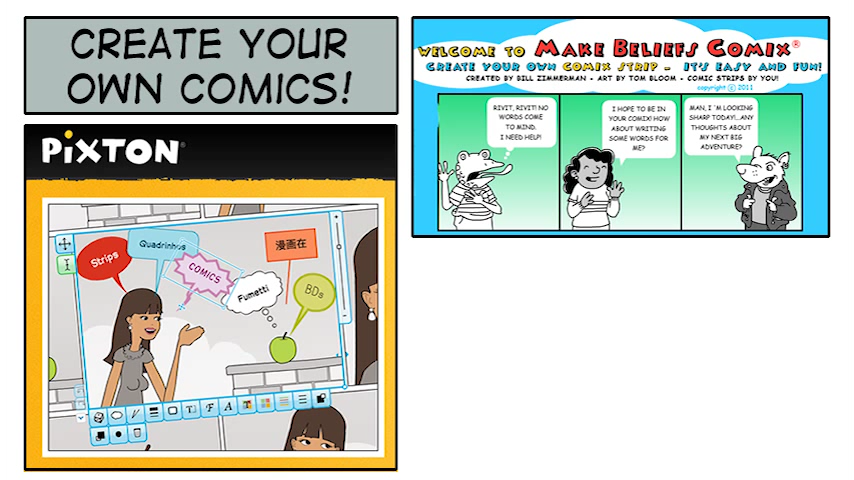 CREATE YOUR
OWN COMICS!
PiXTON®
Strips
Quadrinhos
COMICS
漫画在
Fumetti
BDs
T
F
A
WELCOME TO MAKE BELIEFS COMIX®
CREATE YOUR OWN COMIX STRIP - IT'S EASY AND FUN!
CREATED BY BILL ZIMMERMAN • ART BY TOM BLOOM • COMIC STRIPS BY YOU!
copyright © 2011
RIVIT, RIVIT! NO
WORDS COME
TO MIND.
I NEED HELP!
I HOPE TO BE IN
YOUR COMIX! HOW
ABOUT WRITING
SOME WORDS FOR
ME?
MAN, I 'M LOOKING
SHARP TODAY!...ANY
THOUGHTS ABOUT
MY NEXT BIG
ADVENTURE?